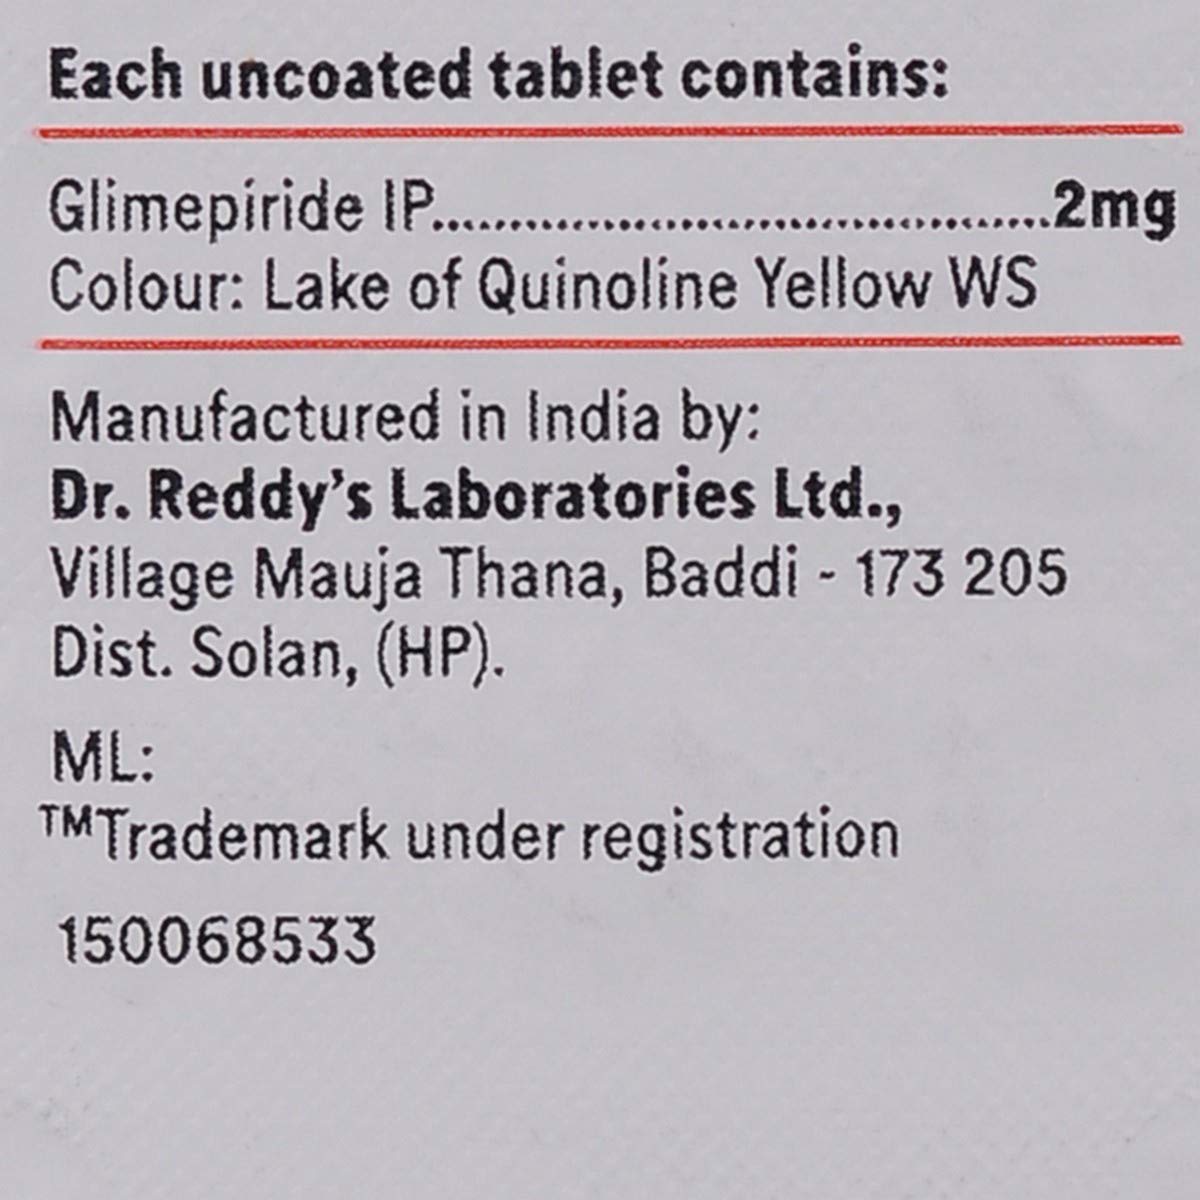 Each uncoated tablet contains:
Glimepiride IP.............................................2mg
Colour: Lake of Quinoline Yellow WS
Manufactured in India by:
Dr. Reddy's Laboratories Ltd.,
Village Mauja Thana, Baddi - 173 205
Dist. Solan, (HP).
ML:
™Trademark under registration
150068533